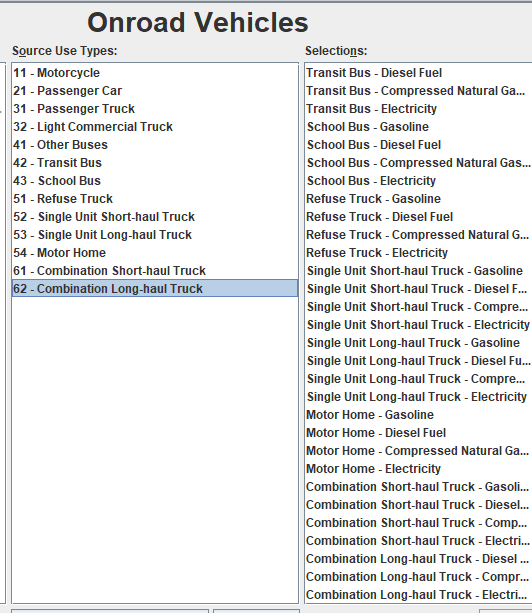 Onroad Vehicles
Source Use Types:
11 - Motorcycle
21 - Passenger Car
31 - Passenger Truck
32 - Light Commercial Truck
41 - Other Buses
42 - Transit Bus
43 - School Bus
51 - Refuse Truck
52 - Single Unit Short-haul Truck
53 - Single Unit Long-haul Truck
54 - Motor Home
61 - Combination Short-haul Truck
62 - Combination Long-haul Truck
Selections:
Transit Bus - Diesel Fuel
Transit Bus - Compressed Natural Ga...
Transit Bus - Electricity
School Bus - Gasoline
School Bus - Diesel Fuel
School Bus - Compressed Natural Gas...
School Bus - Electricity
Refuse Truck - Gasoline
Refuse Truck - Diesel Fuel
Refuse Truck - Compressed Natural G...
Refuse Truck - Electricity
Single Unit Short-haul Truck - Gasoline
Single Unit Short-haul Truck - Diesel F...
Single Unit Short-haul Truck - Compre...
Single Unit Short-haul Truck - Electricity
Single Unit Long-haul Truck - Gasoline
Single Unit Long-haul Truck - Diesel Fu...
Single Unit Long-haul Truck - Compre...
Single Unit Long-haul Truck - Electricity
Motor Home - Gasoline
Motor Home - Diesel Fuel
Motor Home - Compressed Natural Ga...
Motor Home - Electricity
Combination Short-haul Truck - Gasoli...
Combination Short-haul Truck - Diesel...
Combination Short-haul Truck - Comp...
Combination Short-haul Truck - Electri...
Combination Long-haul Truck - Diesel ...
Combination Long-haul Truck - Compr...
Combination Long-haul Truck - Electri...